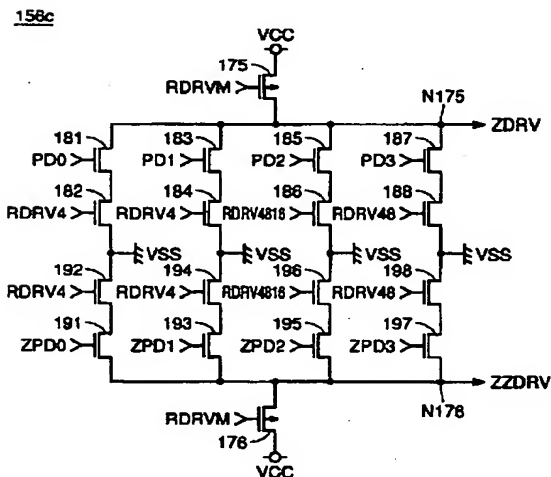 156c
VCC
175
RDRVM
N175
ZDRV
181 183 185 187
PD0 PD1 PD2 PD3
182 184 186 188
RDRV4 RDRV4 RDRV4816 RDRV48
VSS VSS VSS VSS
192 194 196 198
RDRV4 RDRV4 RDRV4816 RDRV48
191 193 195 197
ZPD0 ZPD1 ZPD2 ZPD3
ZZDRV
RDRVM
N176
176
VCC